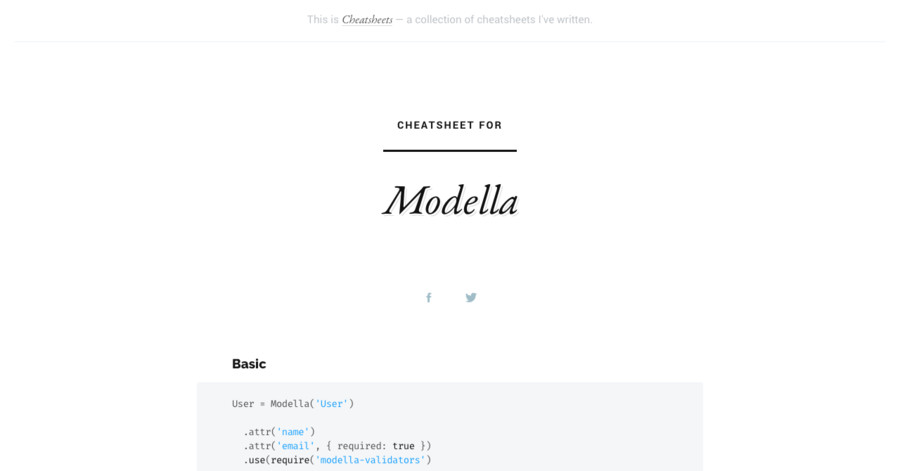 This is Cheatsheets — a collection of cheatsheets I've written.
CHEATSHEET FOR
Modella
Basic
User = Modella('User')
.attr('name')
.attr('email', { required: true })
.use(require('modella-validators')